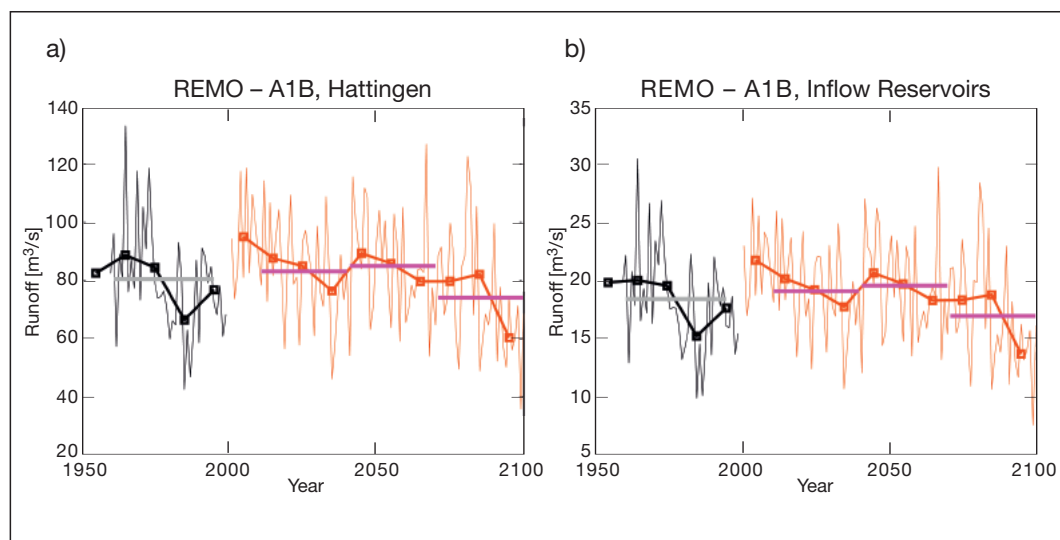 a)
REMO – A1B, Hattingen
Runoff [m³/s]
140
120
100
80
60
40
20
1950
2000
2050
2100
Year
b)
REMO – A1B, Inflow Reservoirs
Runoff [m³/s]
35
30
25
20
15
10
5
1950
2000
2050
2100
Year